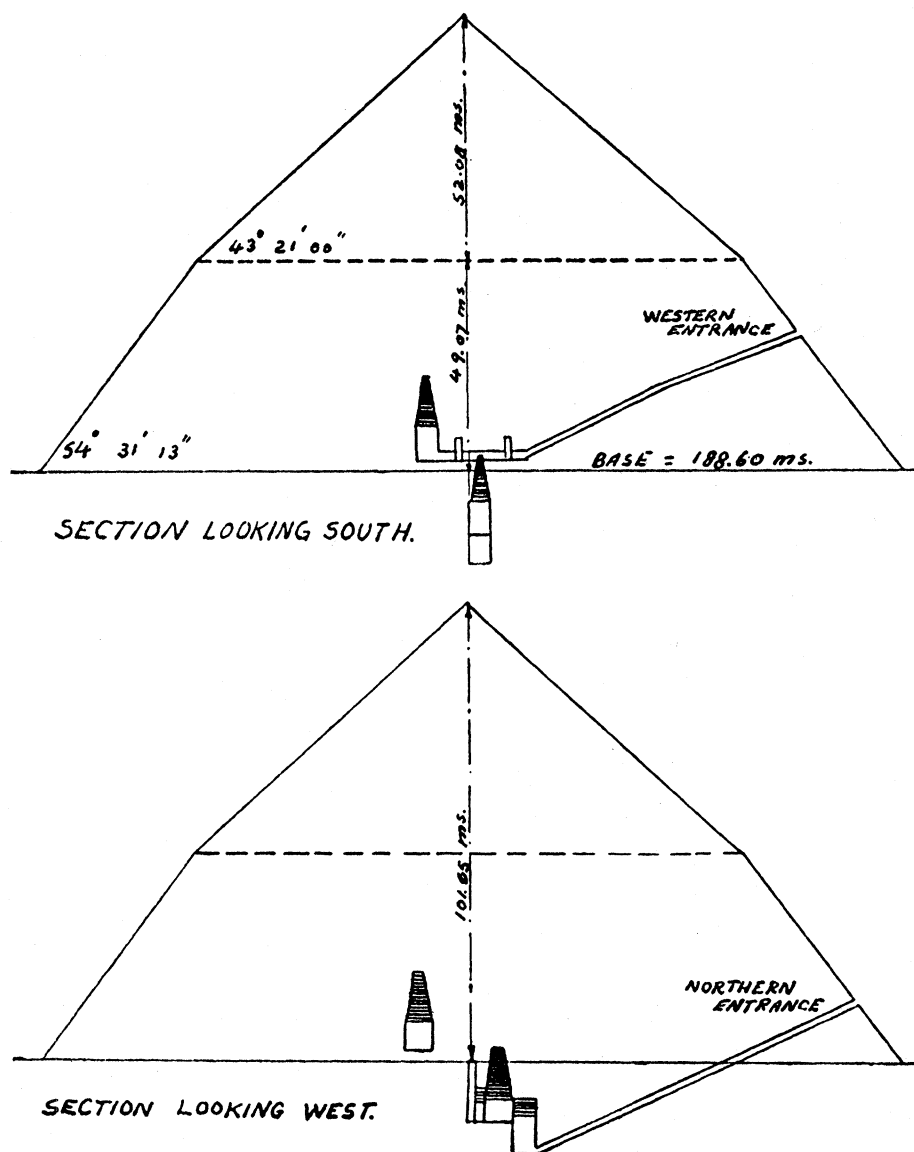 52.08 ms.
43° 21' 00"
49.07 ms.
WESTERN
ENTRANCE
54° 31' 13"
BASE = 188.60 ms.
SECTION LOOKING SOUTH.
101.65 ms.
NORTHERN
ENTRANCE
SECTION LOOKING WEST.